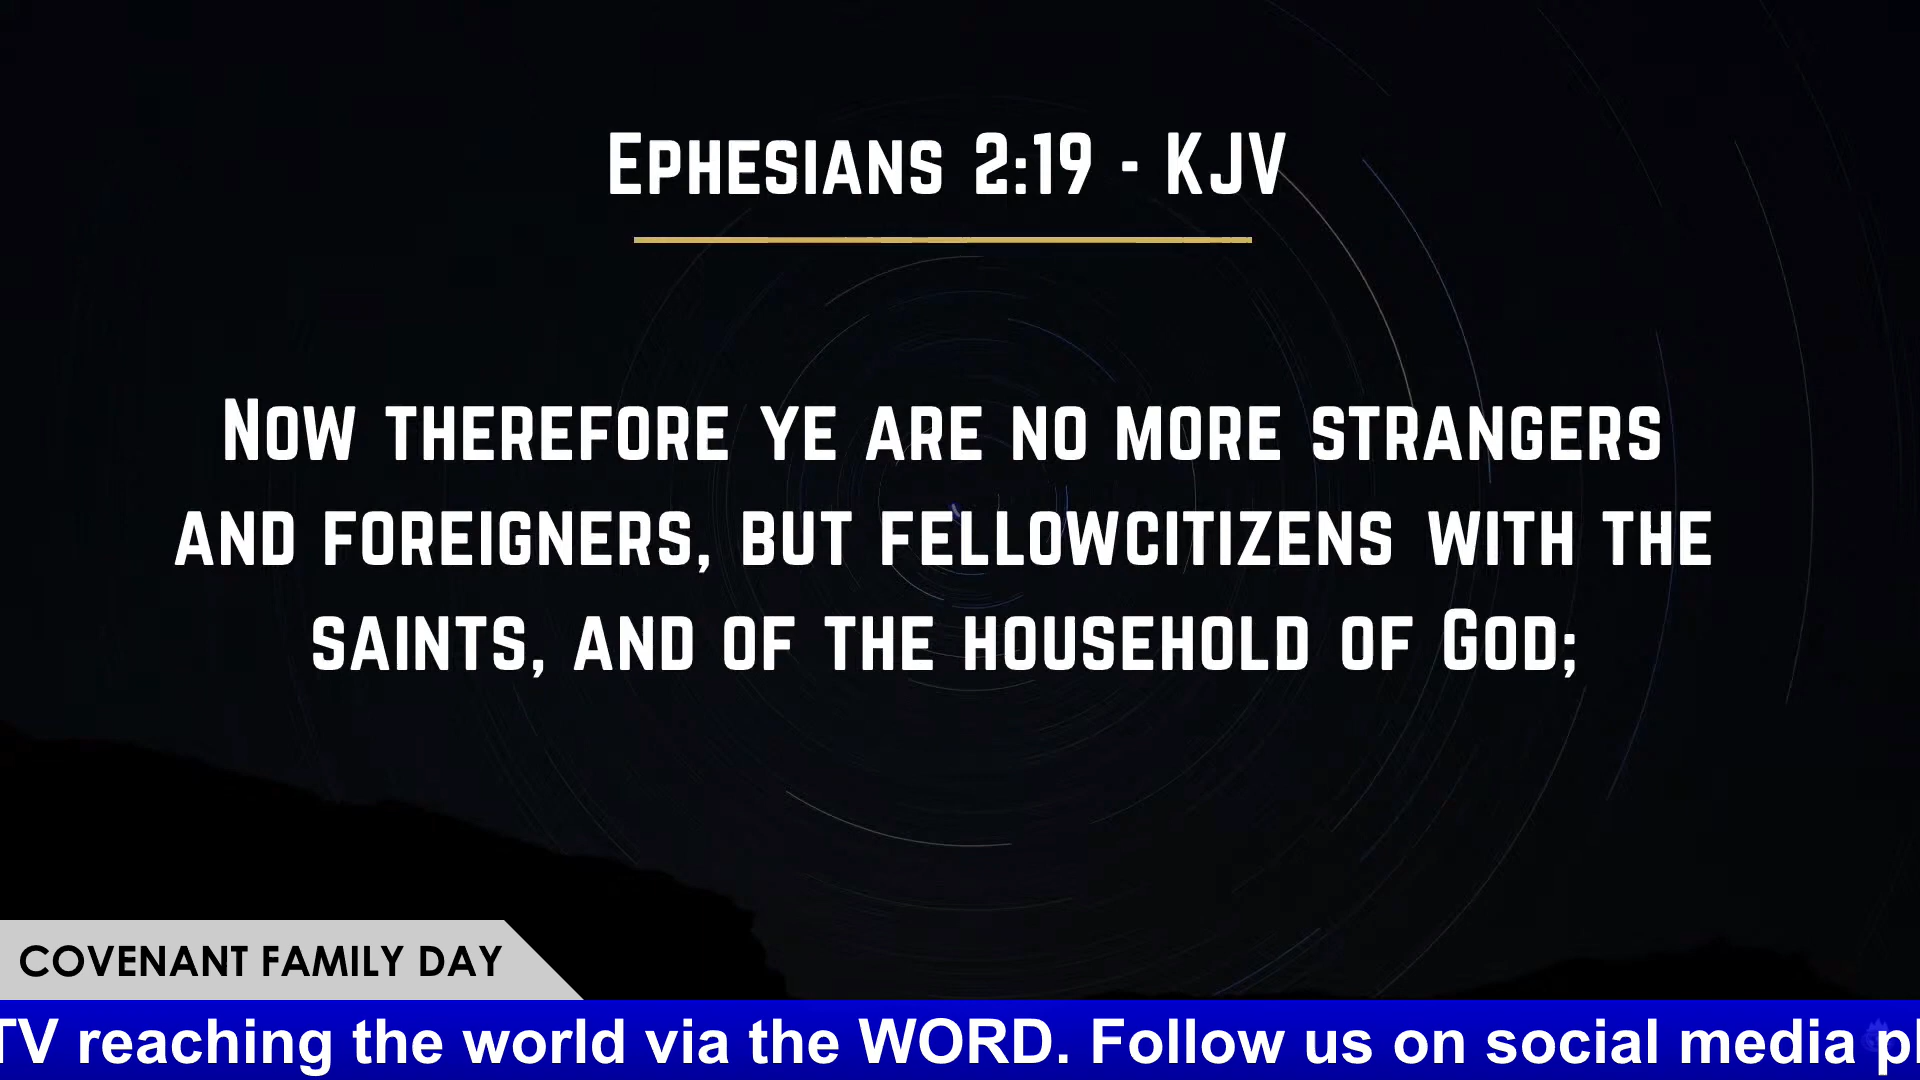 Ephesians 2:19 - KJV
Now therefore ye are no more strangers
and foreigners, but fellowcitizens with the
saints, and of the household of God;
COVENANT FAMILY DAY
TV reaching the world via the WORD. Follow us on social media